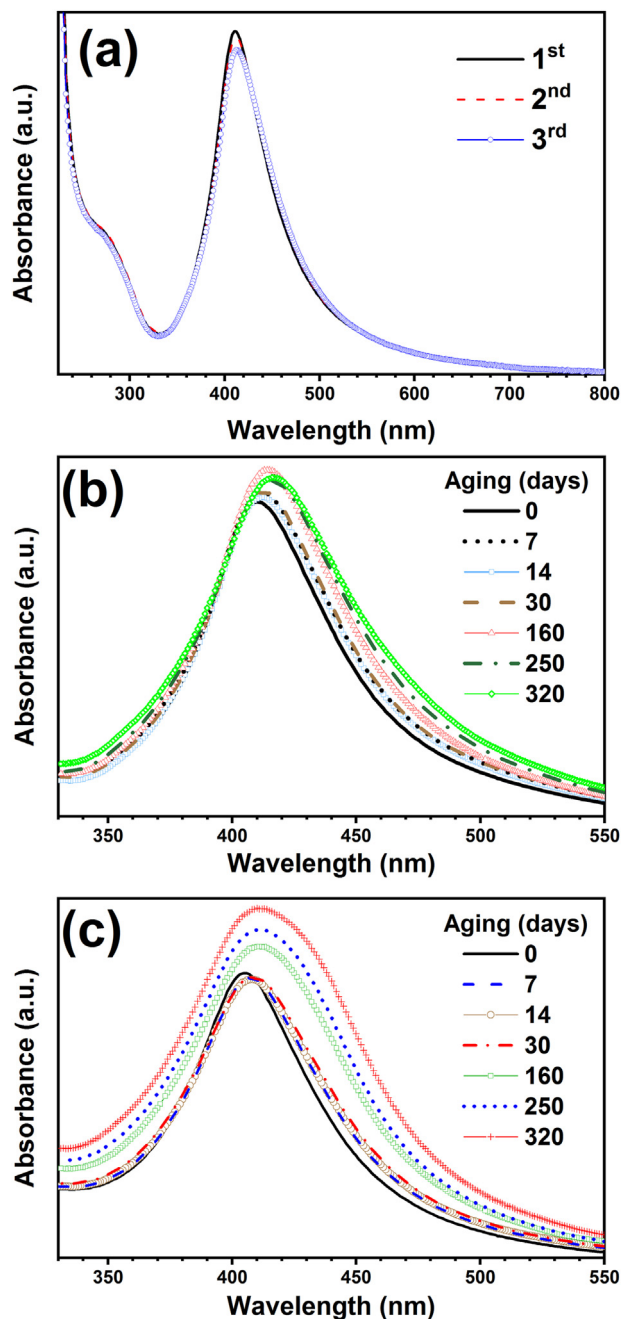 (a)
1st
2nd
3rd
Absorbance (a.u.)
300 400 500 600 700 800
Wavelength (nm)
(b)
Aging (days)
0
7
14
30
160
250
320
Absorbance (a.u.)
350 400 450 500 550
Wavelength (nm)
(c)
Aging (days)
0
7
14
30
160
250
320
Absorbance (a.u.)
350 400 450 500 550
Wavelength (nm)